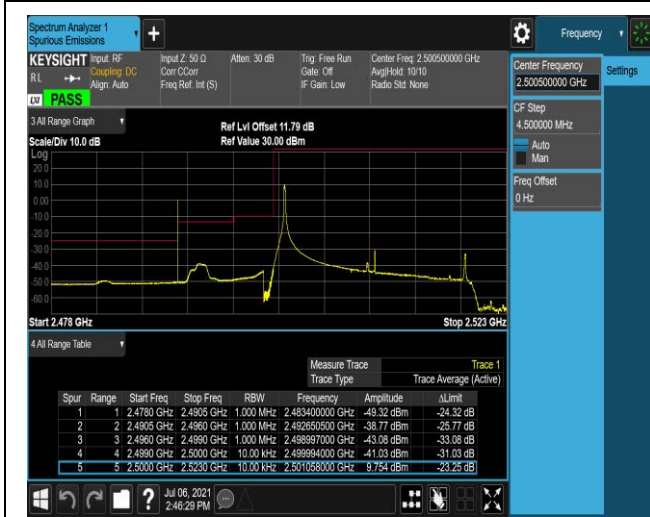 Spectrum Analyzer 1
Spurious Emissions
Frequency
KEYSIGHT
Input: RF
Input Z: 50 Ω
Atten: 30 dB
Trig: Free Run
Center Freq: 2.500500000 GHz
RL
Coupling: DC
Corr CCorr
Gate: Off
Avg|Hold: 10/10
Align: Auto
Freq Ref: Int (S)
IF Gain: Low
Radio Std: None
LXI
PASS
3 All Range Graph
Ref Lvl Offset 11.79 dB
Scale/Div 10.0 dB
Ref Value 30.00 dBm
Log
20.0
10.0
0.00
-10.0
-20.0
-30.0
-40.0
-50.0
-60.0
Start 2.478 GHz
Stop 2.523 GHz
4 All Range Table
Measure Trace Trace 1
Trace Type Trace Average (Active)
Spur Range Start Freq Stop Freq RBW Frequency Amplitude ΔLimit
1 1 2.4780 GHz 2.4905 GHz 1.000 MHz 2.483400000 GHz -49.32 dBm -24.32 dB
2 2 2.4905 GHz 2.4960 GHz 1.000 MHz 2.492650500 GHz -38.77 dBm -25.77 dB
3 3 2.4960 GHz 2.4990 GHz 1.000 MHz 2.498997000 GHz -43.08 dBm -33.08 dB
4 4 2.4990 GHz 2.5000 GHz 10.00 kHz 2.499994000 GHz -41.03 dBm -31.03 dB
5 5 2.5000 GHz 2.5230 GHz 10.00 kHz 2.501058000 GHz 9.754 dBm -23.25 dB
Jul 06, 2021
2:46:29 PM
Center Frequency
2.500500000 GHz
Settings
CF Step
4.500000 MHz
Auto
Man
Freq Offset
0 Hz